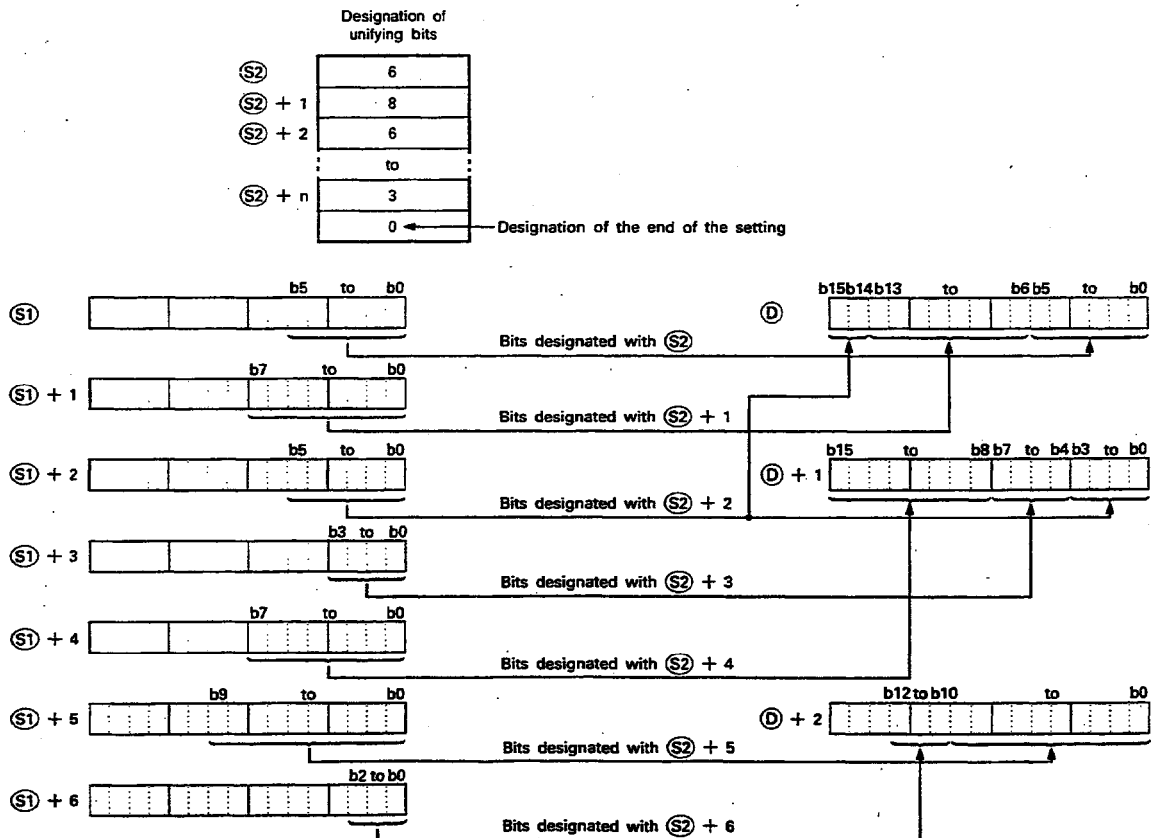 Designation of
unifying bits
S2 6
S2 + 1 8
S2 + 2 6
to
S2 + n 3
0 Designation of the end of the setting
b5 to b0
S1
Bits designated with S2
b15 b14 b13 to b6 b5 to b0
D
b7 to b0
S1 + 1
Bits designated with S2 + 1
b5 to b0
S1 + 2
Bits designated with S2 + 2
b15 to b8 b7 to b4 b3 to b0
D + 1
b3 to b0
S1 + 3
Bits designated with S2 + 3
b7 to b0
S1 + 4
Bits designated with S2 + 4
b9 to b0
S1 + 5
Bits designated with S2 + 5
b12 to b10 to b0
D + 2
b2 to b0
S1 + 6
Bits designated with S2 + 6